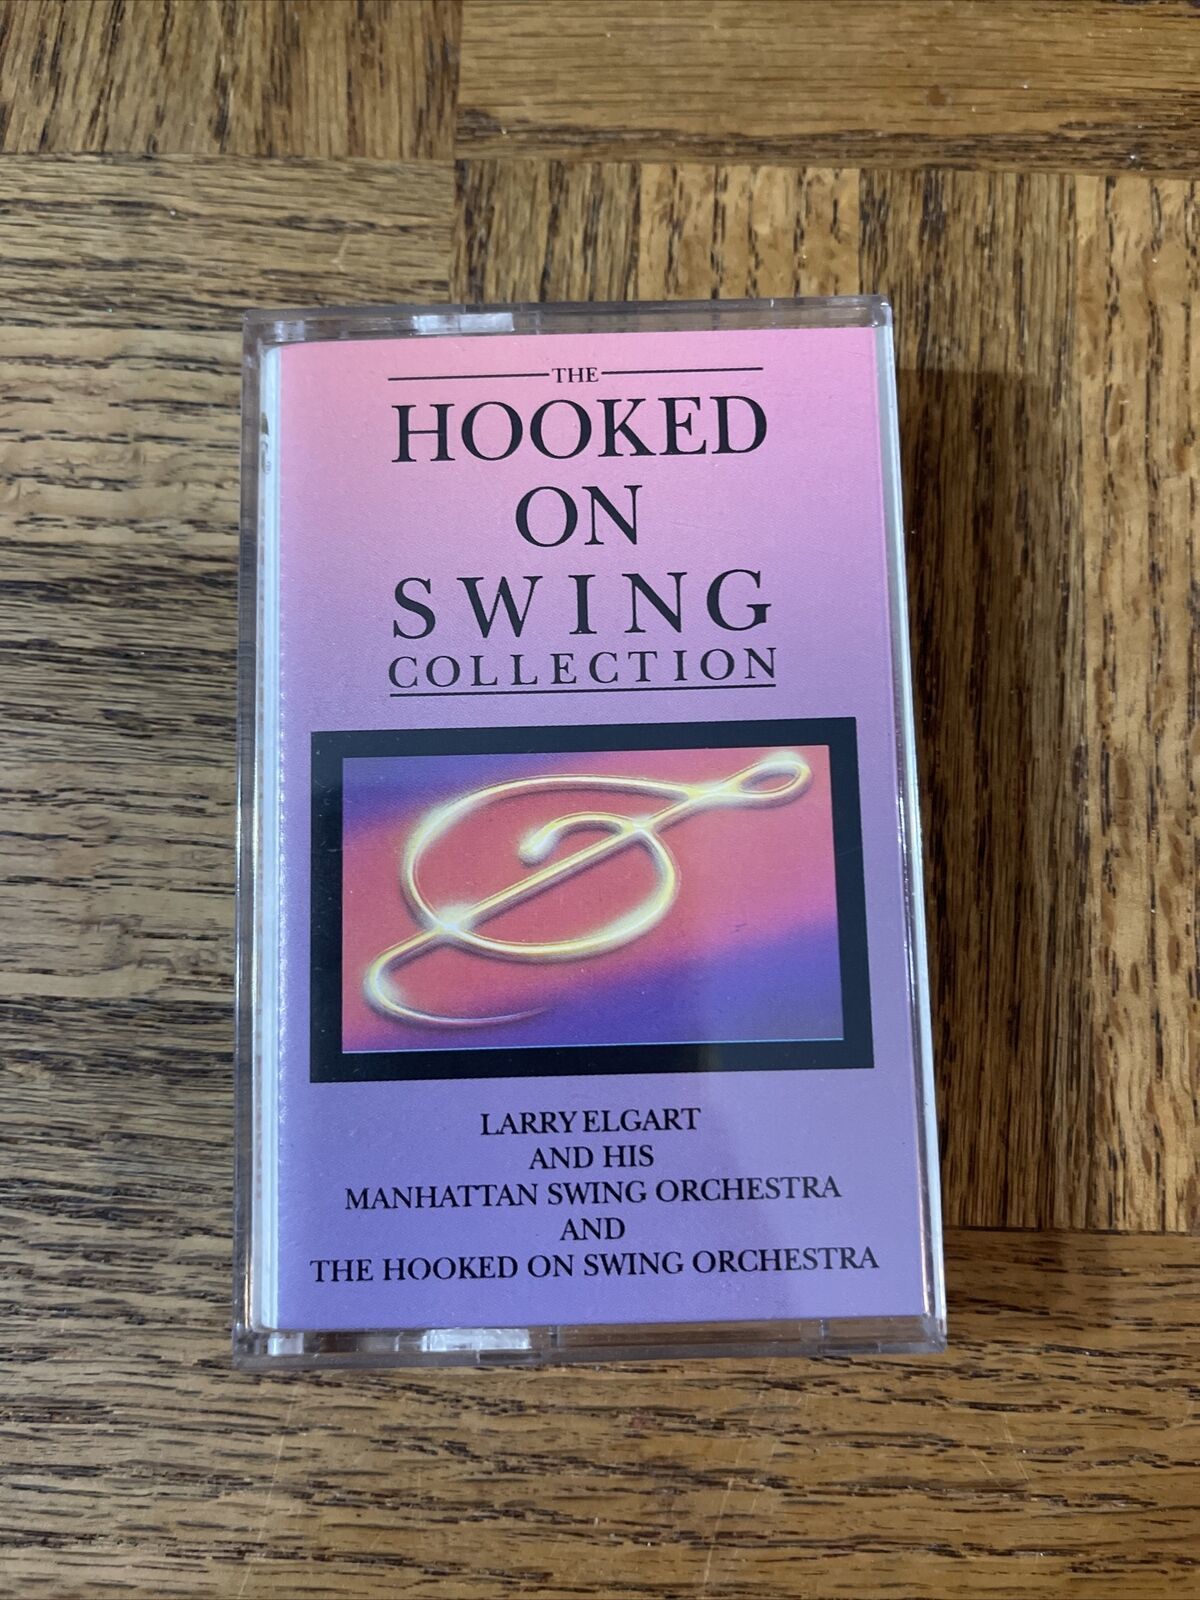 THE
HOOKED
ON
SWING
COLLECTION
LARRY ELGART
AND HIS
MANHATTAN SWING ORCHESTRA
AND
THE HOOKED ON SWING ORCHESTRA